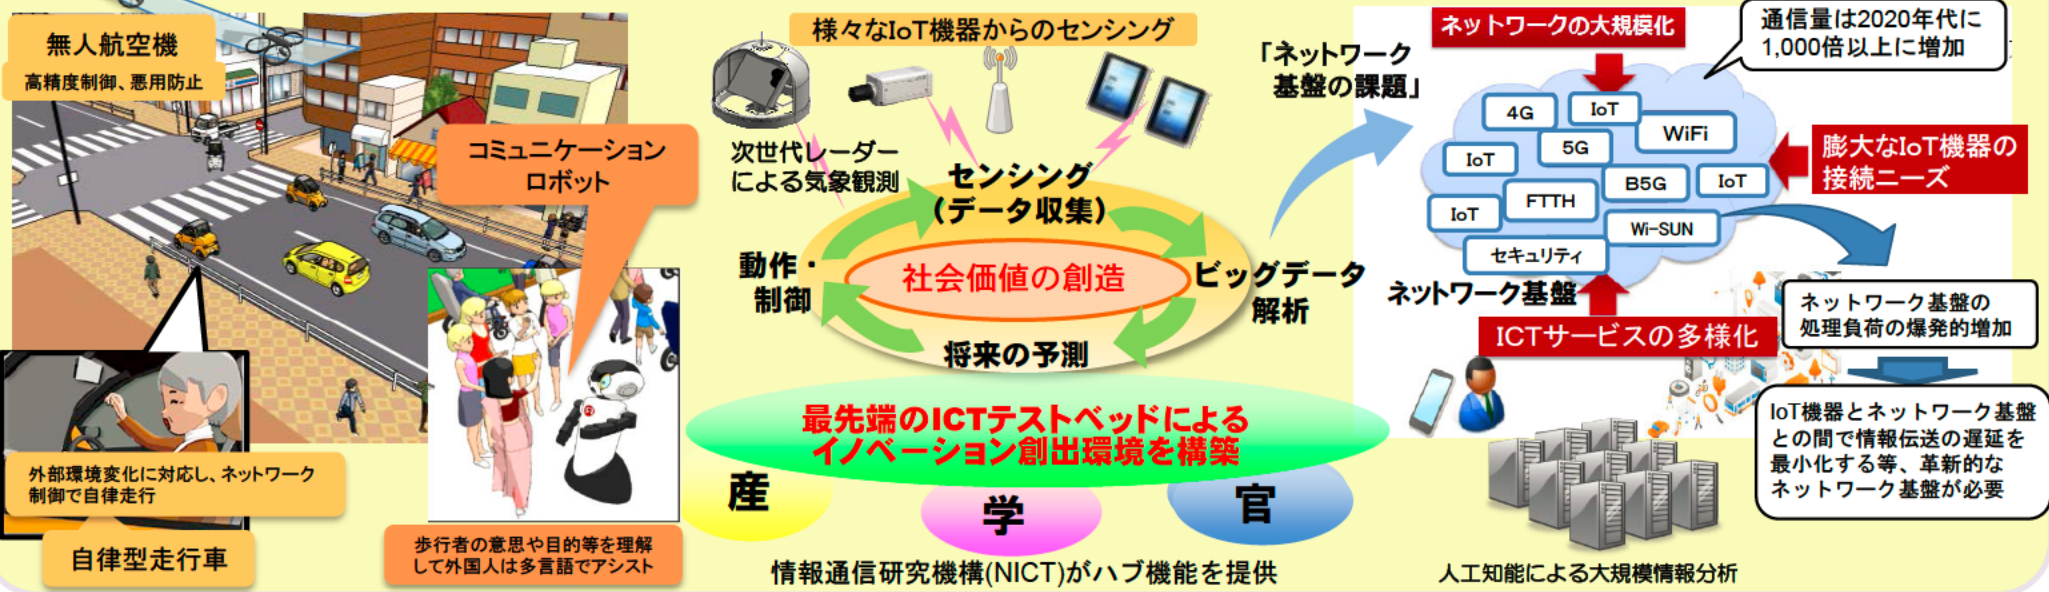 無人航空機
高精度制御、悪用防止
コミュニケーション
ロボット
外部環境変化に対応し、ネットワーク
制御で自律走行
自律型走行車
歩行者の意思や目的等を理解
して外国人は多言語でアシスト
様々なIoT機器からのセンシング
次世代レーダー
による気象観測
センシング
(データ収集)
動作・
制御
社会価値の創造
ビッグデータ
解析
将来の予測
最先端のICTテストベッドによる
イノベーション創出環境を構築
産
学
官
情報通信研究機構(NICT)がハブ機能を提供
「ネットワーク
基盤の課題」
ネットワークの大規模化
通信量は2020年代に
1,000倍以上に増加
4G
IoT
WiFi
IoT
5G
B5G
IoT
FTTH
IoT
Wi-SUN
セキュリティ
膨大なIoT機器の
接続ニーズ
ネットワーク基盤
ICTサービスの多様化
ネットワーク基盤の
処理負荷の爆発的増加
IoT機器とネットワーク基盤
との間で情報伝送の遅延を
最小化する等、革新的な
ネットワーク基盤が必要
人工知能による大規模情報分析